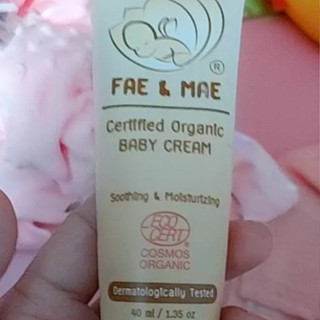 ®
FAE & MAE
Certified Organic
BABY CREAM
Soothing & Moisturizing
ECO
CERT
®
COSMOS
ORGANIC
Dermatologically Tested
40 ml / 1.35 oz